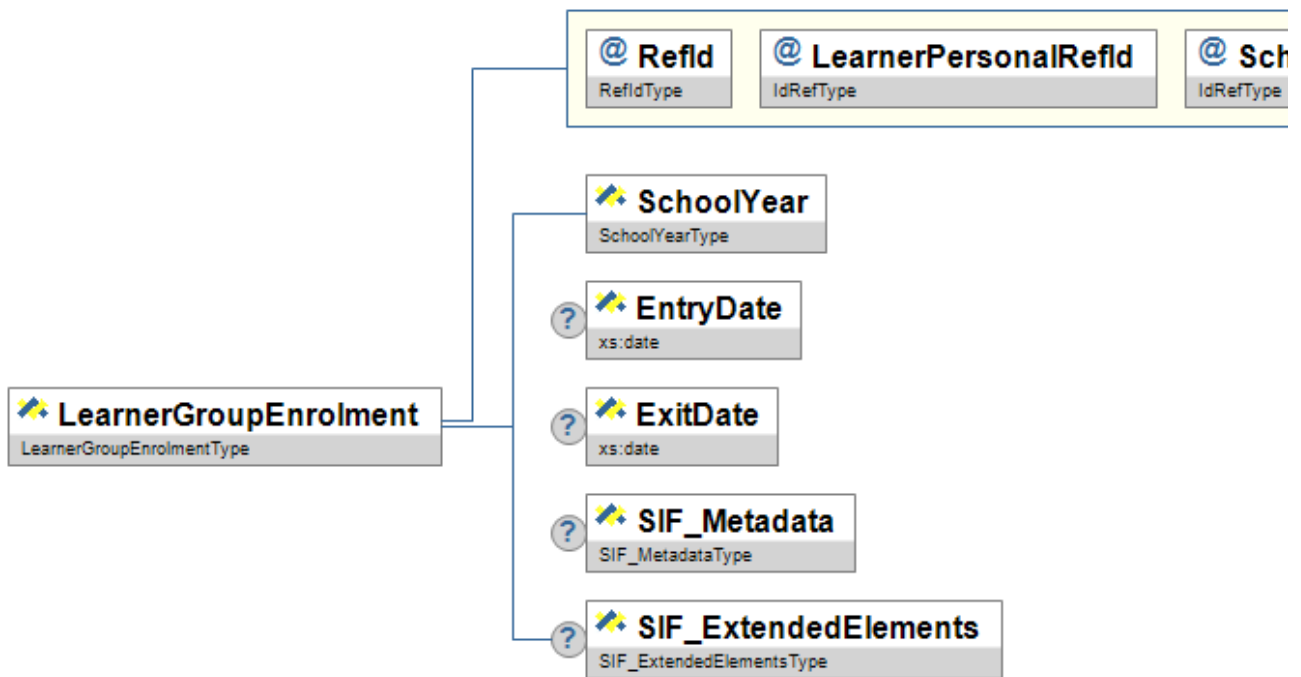 @ RefId
RefIdType
@ LearnerPersonalRefId
IdRefType
@ Sch
IdRefType
SchoolYear
SchoolYearType
? EntryDate
xs:date
LearnerGroupEnrolment
LearnerGroupEnrolmentType
? ExitDate
xs:date
? SIF_Metadata
SIF_MetadataType
? SIF_ExtendedElements
SIF_ExtendedElementsType